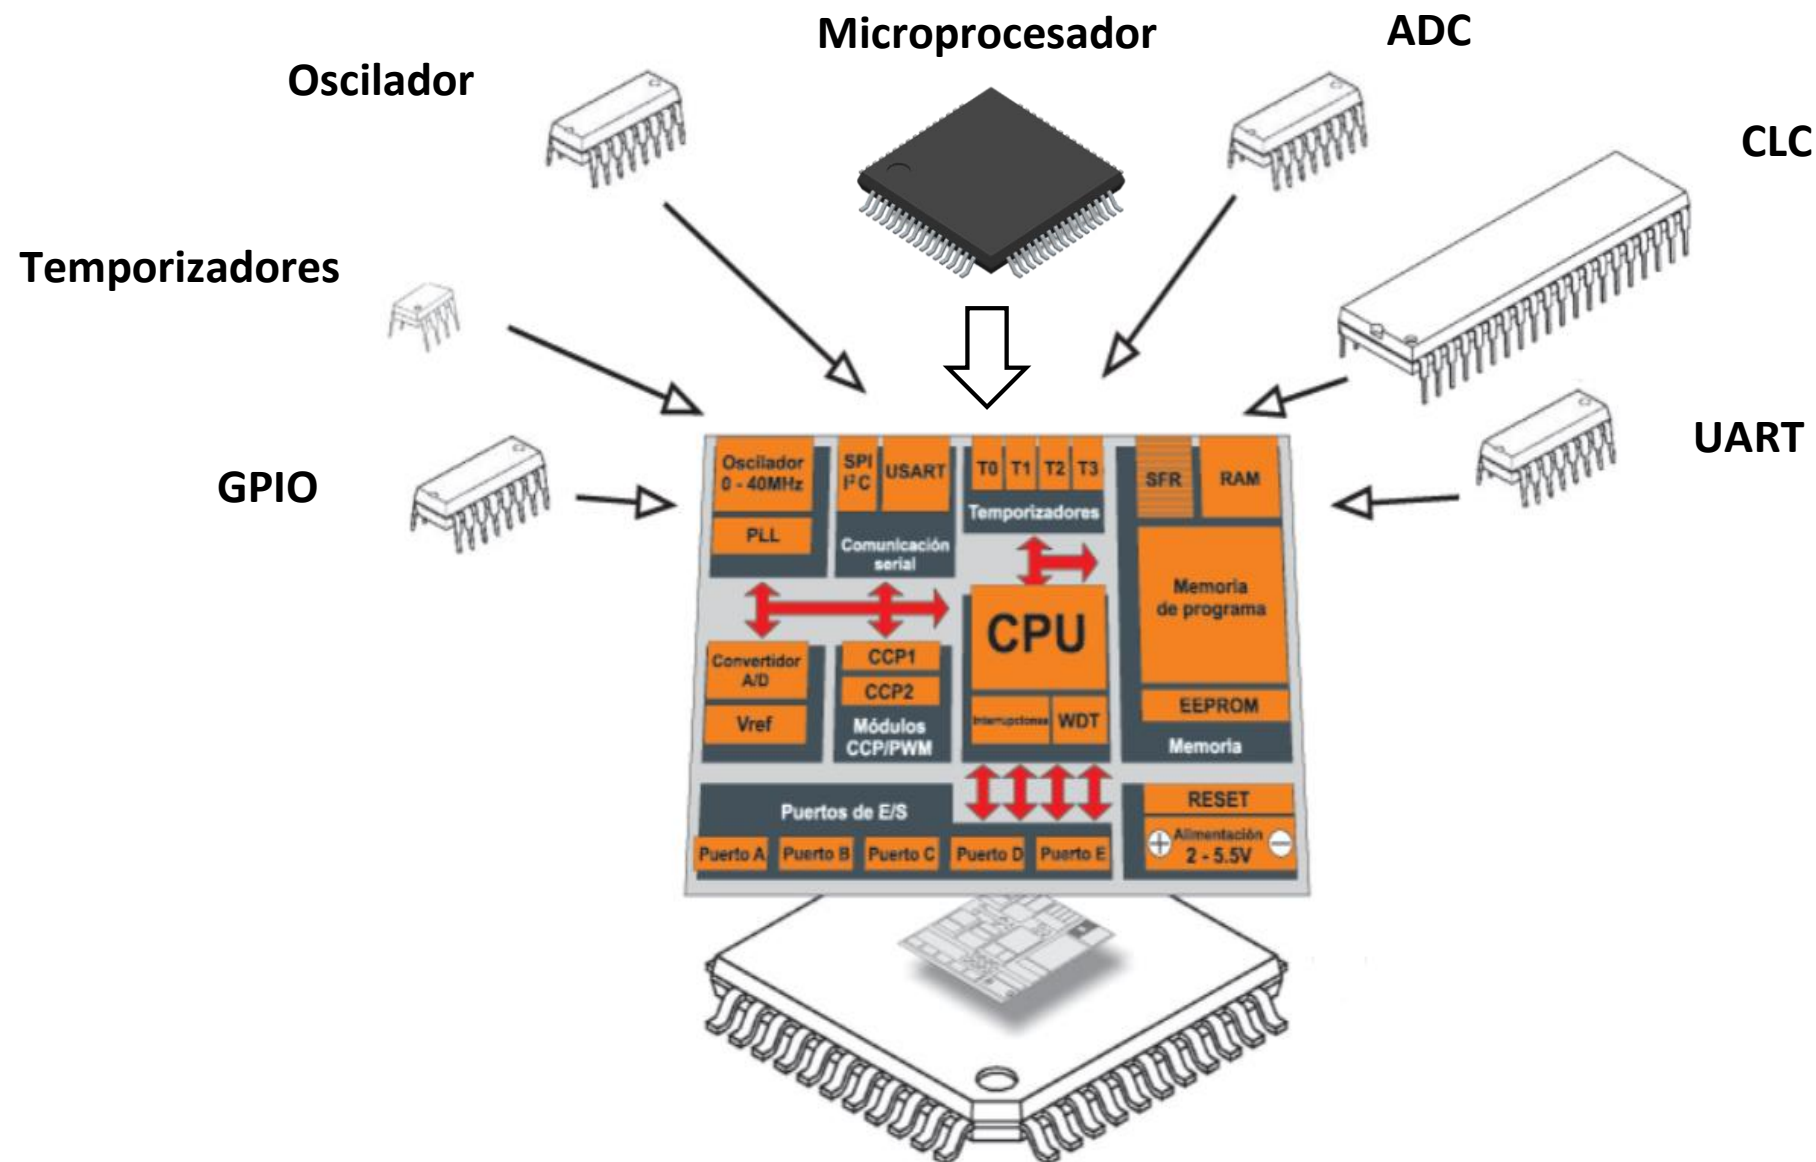 Microprocesador
ADC
Oscilador
CLC
Temporizadores
UART
GPIO
Oscilador
0 - 40MHz
PLL
SPI
I²C
USART
Comunicación
serial
T0 T1 T2 T3
Temporizadores
SFR
RAM
Memoria
de programa
EEPROM
Memoria
CPU
Interrupciones
WDT
Convertidor
A/D
Vref
CCP1
CCP2
Módulos
CCP/PWM
Puertos de E/S
Puerto A Puerto B Puerto C Puerto D Puerto E
RESET
Alimentación
2 - 5.5V